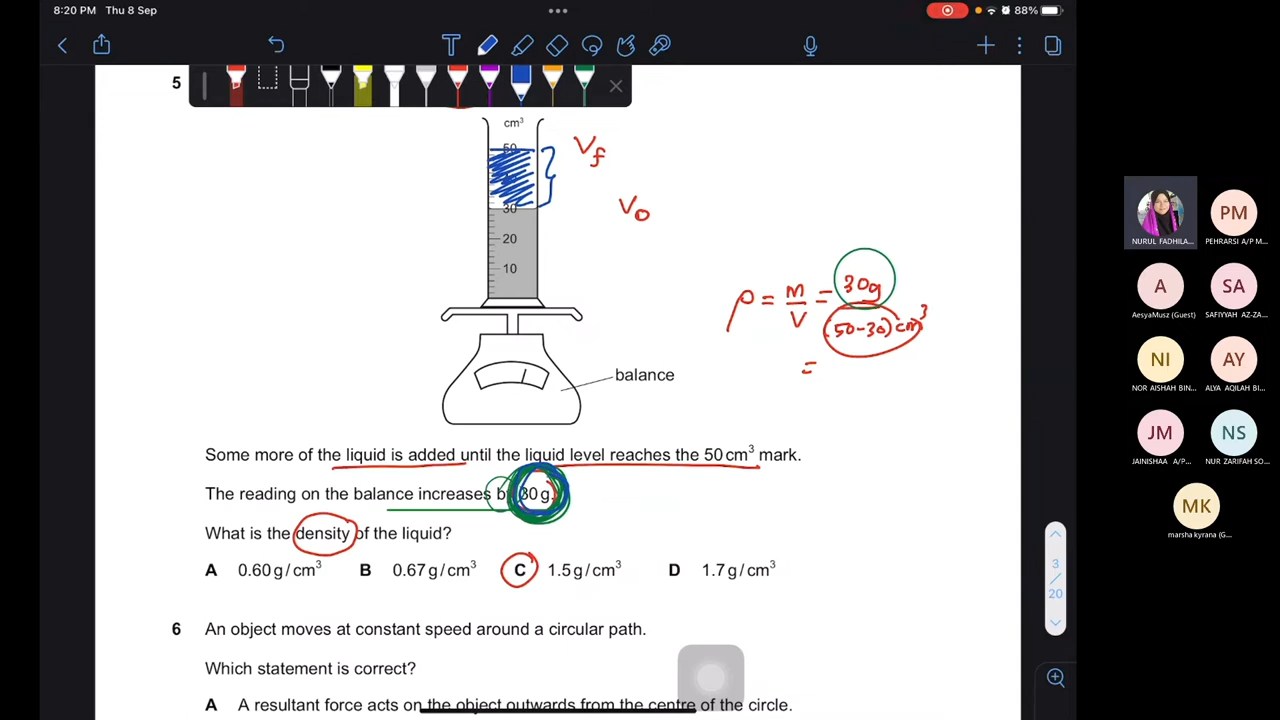 8:20 PM Thu 8 Sep
88%
T
5
cm³
50
30
20
10
Vf
Vo
ρ = m/V = 30g/(50-30)cm³
=
balance
Some more of the liquid is added until the liquid level reaches the 50 cm³ mark.
The reading on the balance increases by 30 g.
What is the density of the liquid?
A 0.60 g / cm³ B 0.67 g / cm³ C 1.5 g / cm³ D 1.7 g / cm³
6 An object moves at constant speed around a circular path.
Which statement is correct?
A A resultant force acts on the object outwards from the centre of the circle.
3
/
20
NURUL FADHILA...
PM
PEHRARSI A/P M...
A
AesyaMusz (Guest)
SA
SAFIYYAH AZ-ZA...
NI
NOR AISHAH BIN...
AY
ALYA AQILAH BI...
JM
JAINISHAA A/P...
NS
NUR ZARIFAH SO...
MK
marsha kyrana (G...